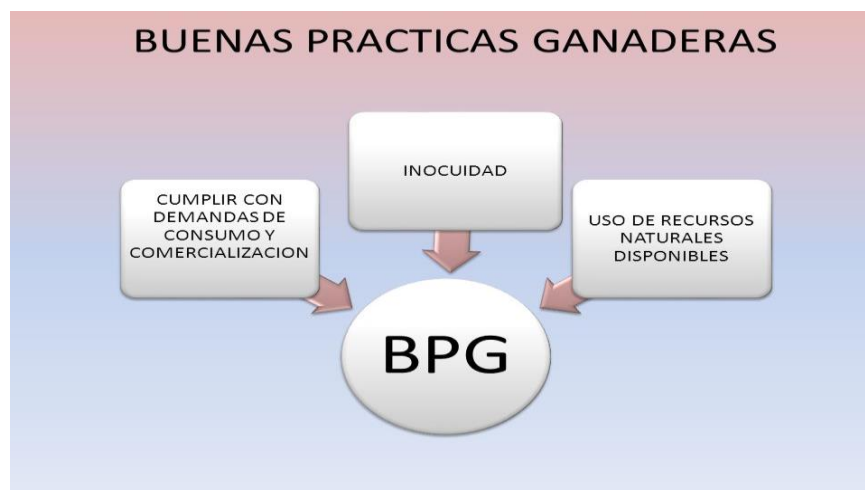 BUENAS PRACTICAS GANADERAS
INOCUIDAD
CUMPLIR CON
DEMANDAS DE
CONSUMO Y
COMERCIALIZACION
USO DE RECURSOS
NATURALES
DISPONIBLES
BPG